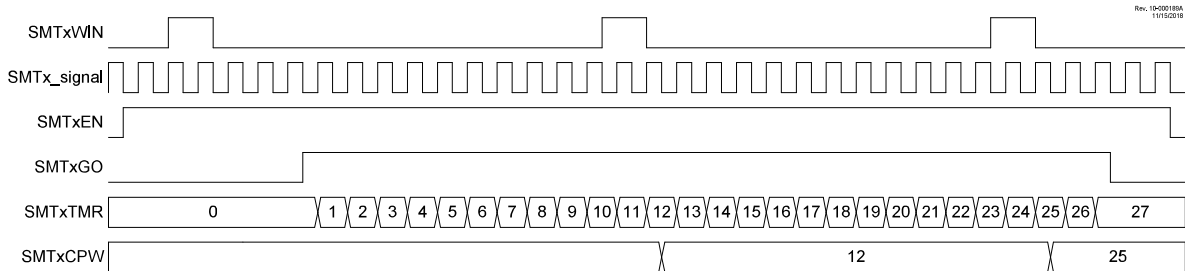 Rev. 10-000189A
11/15/2018
SMTxWIN
SMTx_signal
SMTxEN
SMTxGO
SMTxTMR 0 1 2 3 4 5 6 7 8 9 10 11 12 13 14 15 16 17 18 19 20 21 22 23 24 25 26 27
SMTxCPW 12 25